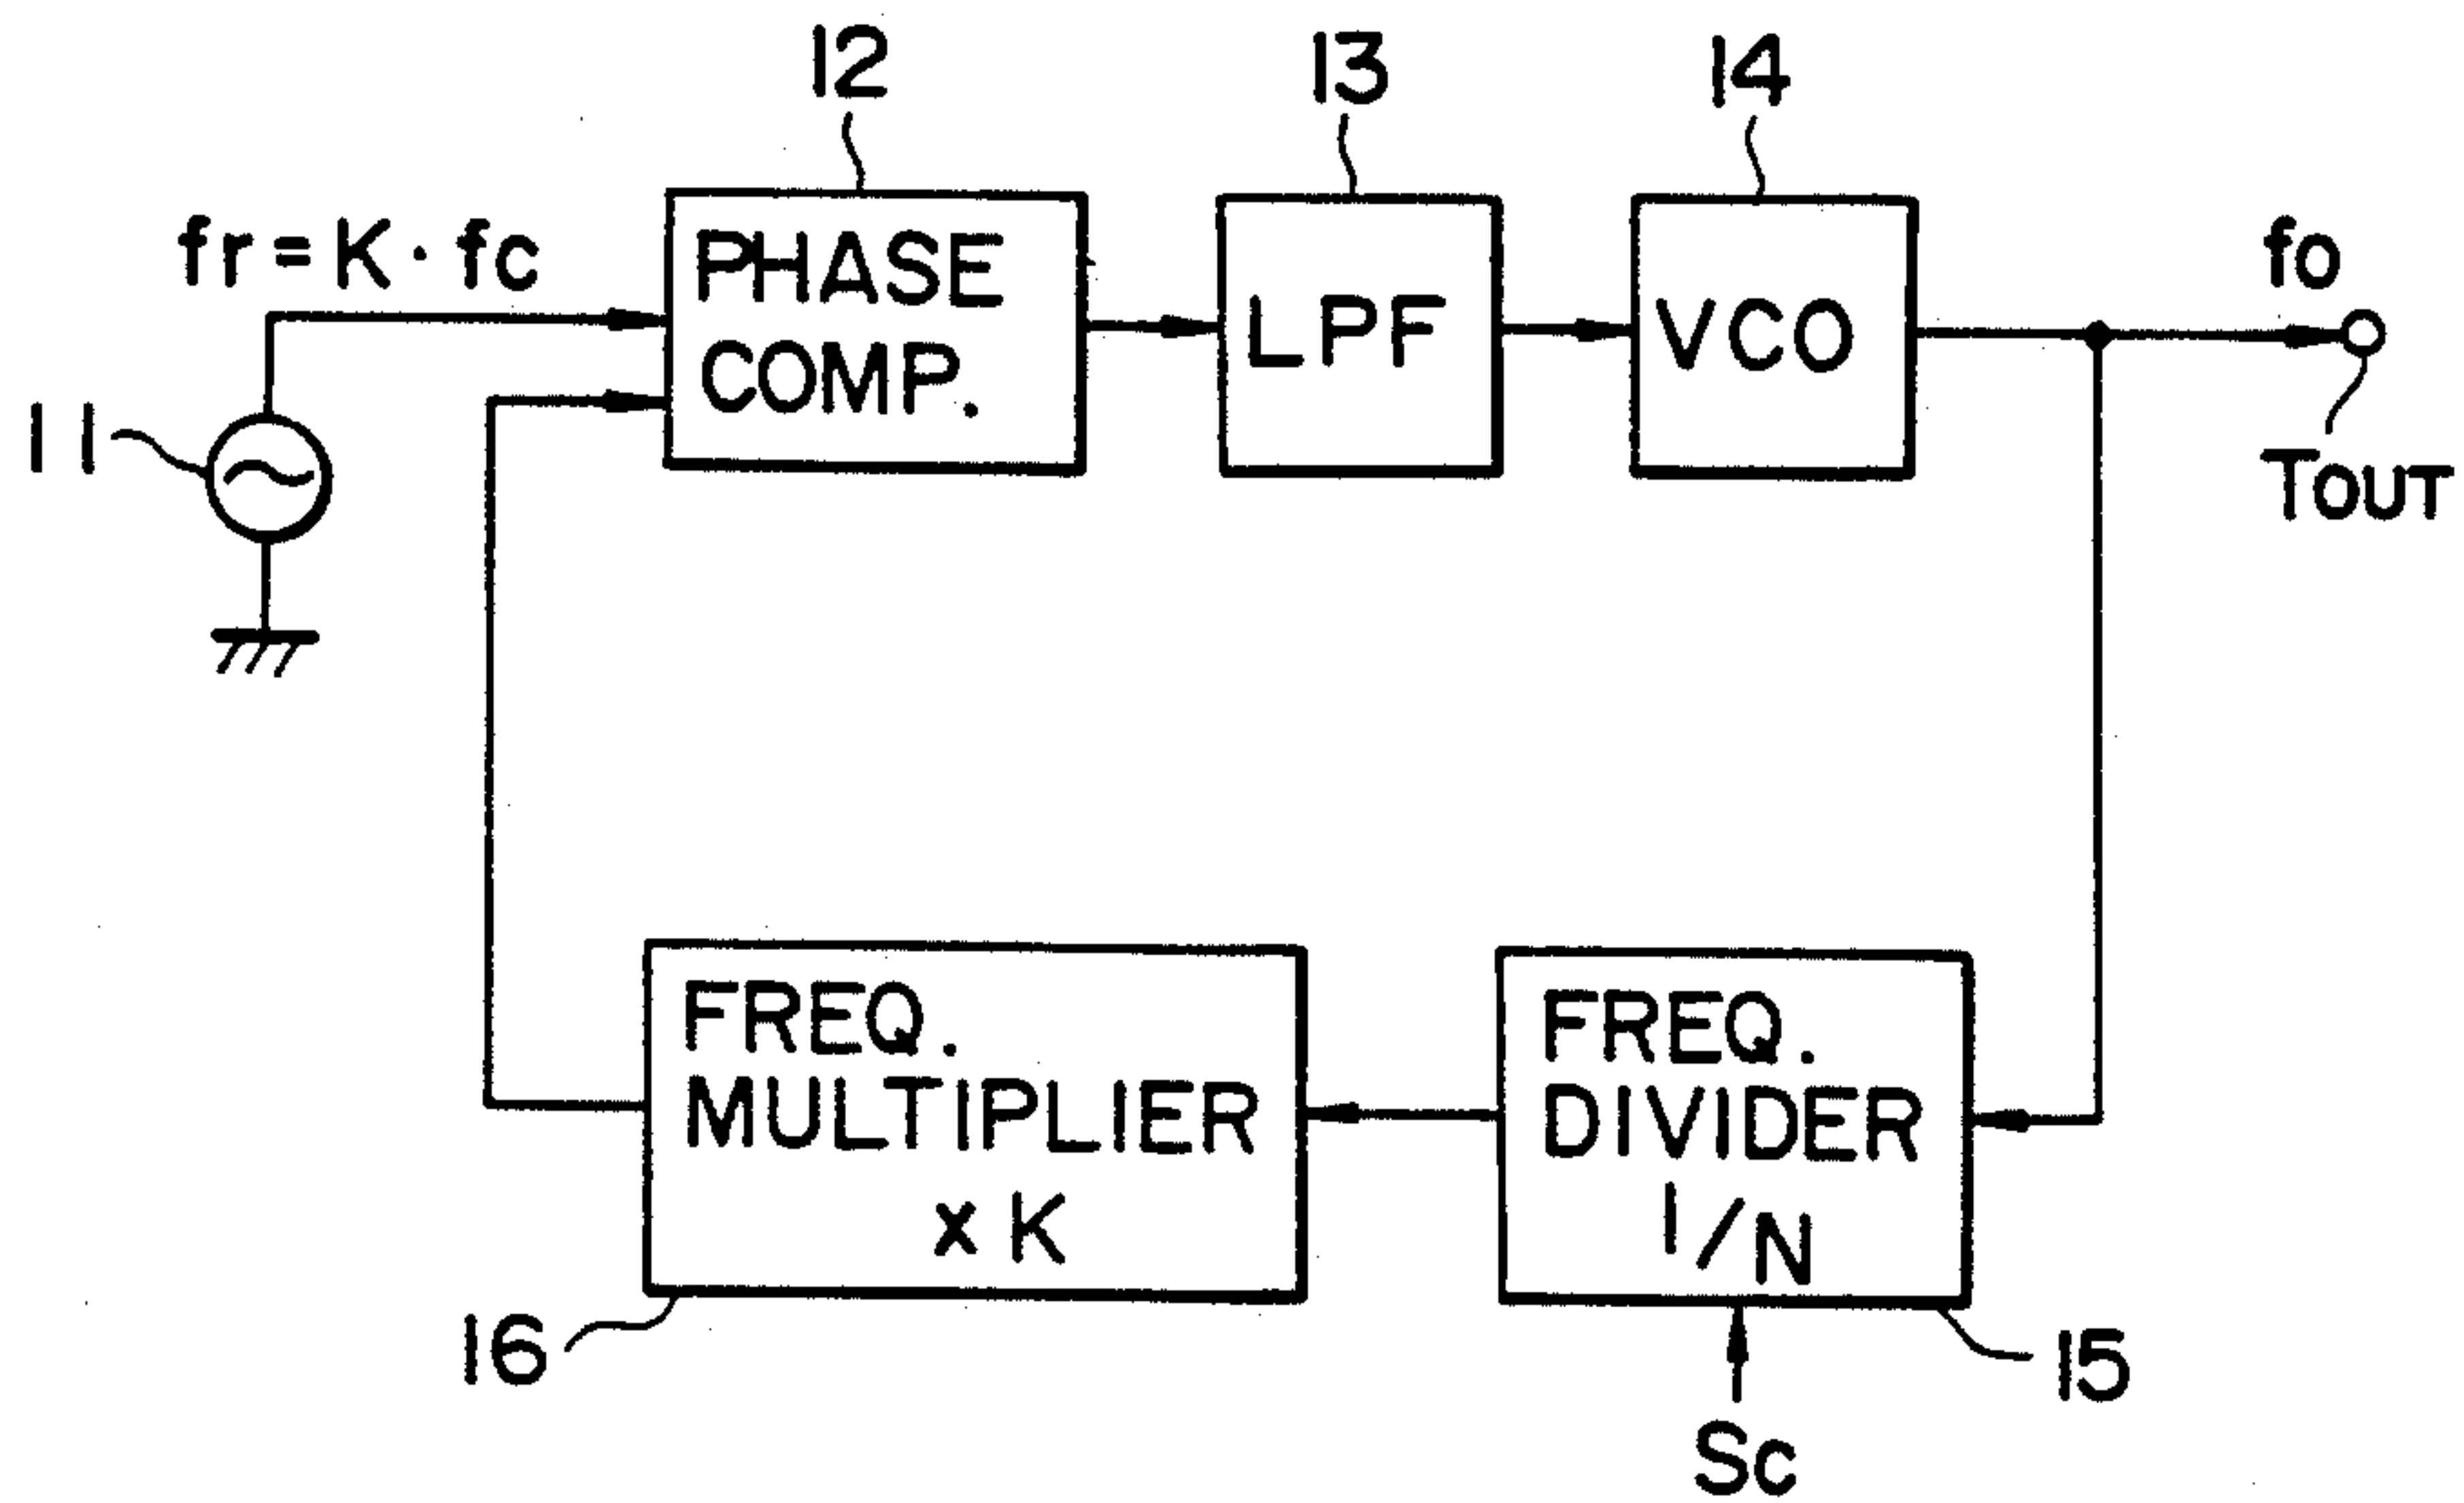 12
13
14
fr = K · fc
PHASE
COMP.
LPF
VCO
fo
11
TOUT
FREQ.
MULTIPLIER
x K
FREQ.
DIVIDER
1/N
16
15
Sc